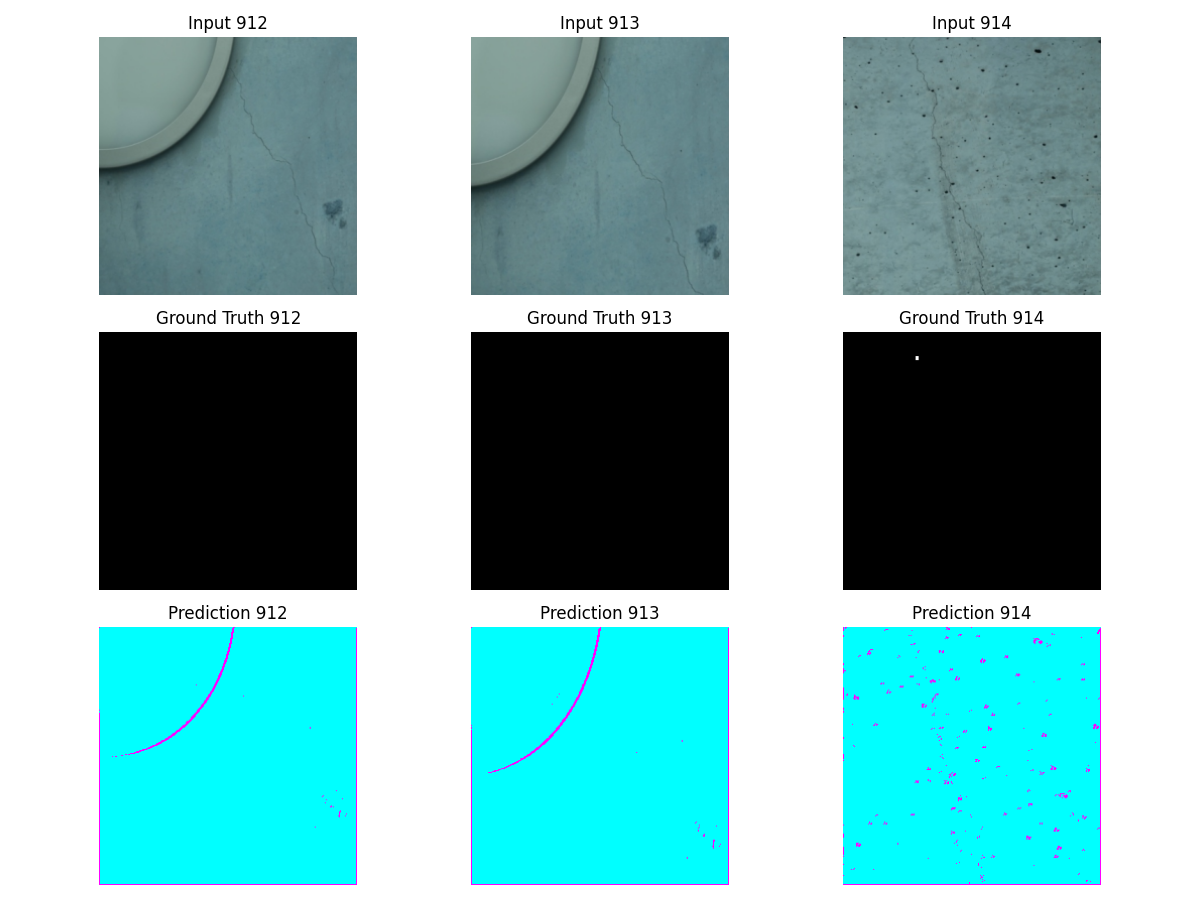 Input 912
Input 913
Input 914
Ground Truth 912
Ground Truth 913
Ground Truth 914
Prediction 912
Prediction 913
Prediction 914